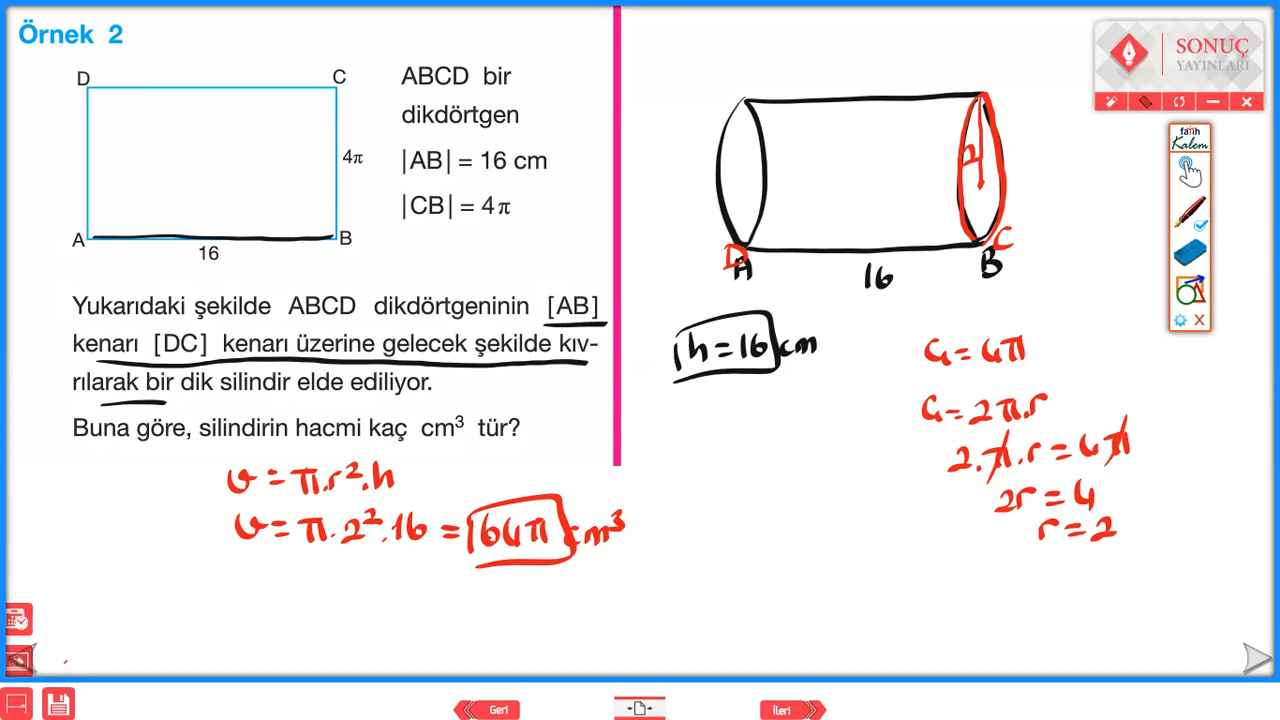 Örnek 2
D
C
ABCD bir
dikdörtgen
4π
|AB| = 16 cm
|CB| = 4π
A
B
16
Yukarıdaki şekilde ABCD dikdörtgeninin [AB]
kenarı [DC] kenarı üzerine gelecek şekilde kıv-
rılarak bir dik silindir elde ediliyor.
Buna göre, silindirin hacmi kaç cm³ tür?
v = π.r².h
v = π.2².16 = 64π cm³
2
D
C
A
B
16
h = 16 cm
Ç = 4π
Ç = 2π.r
2.π.r = 4π
2r = 4
r = 2
SONUÇ
YAYINLARI
fatih
Kalem
Geri
İleri